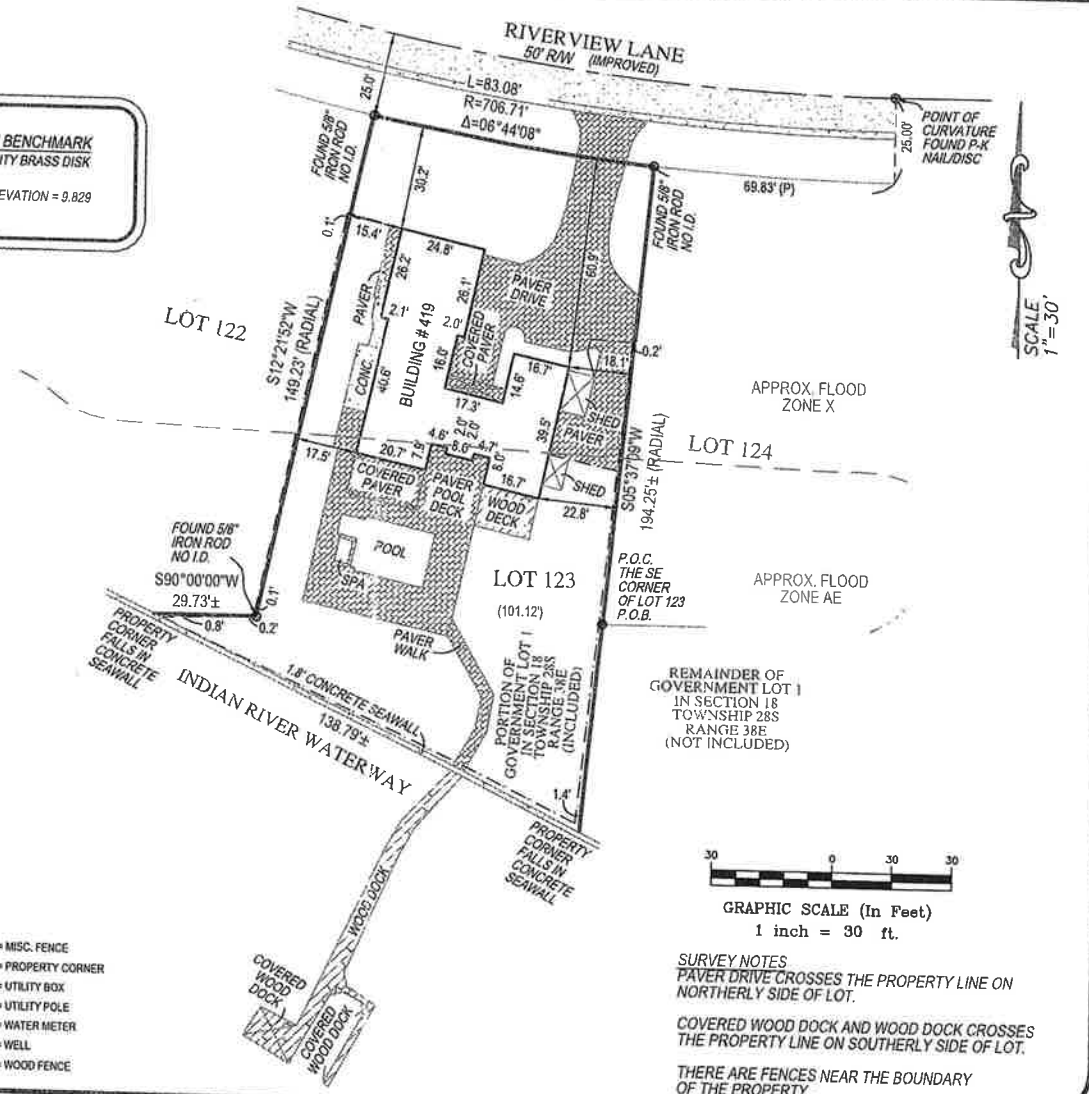 RIVERVIEW LANE
50' R/W (IMPROVED)
L=83.08'
R=706.71'
Δ=06°44'08"
25.0'
FOUND 5/8"
IRON ROD
NO I.D.
POINT OF
CURVATURE
FOUND P-K
NAIL/DISC
25.00'
69.83' (P)
FOUND 5/8"
IRON ROD
NO I.D.
BENCHMARK
ITY BRASS DISK
EVATION = 9.829
SCALE
1"=30'
30.2'
0.1'
15.4'
24.8'
26.2'
26.1'
60.9'
PAVER
DRIVE
PAVER
2.1'
2.0'
COVERED
PAVER
LOT 122
S12°21'52"W
149.23' (RADIAL)
CONC.
40.6'
BUILDING # 419
16.0'
17.3'
14.6'
16.7'
18.1'
0.2'
SHED
PAVER
39.5'
2.0'
2.0'
4.6'
8.0'
4.7'
7.9'
8.0'
APPROX. FLOOD
ZONE X
LOT 124
S05°37'09"W
194.25'± (RADIAL)
17.5'
20.7'
COVERED
PAVER
PAVER
POOL
DECK
16.7'
WOOD
DECK
SHED
22.8'
POOL
SPA
FOUND 5/8"
IRON ROD
NO I.D.
S90°00'00"W
29.73'±
0.8'
0.1'
0.2'
LOT 123
(101.12')
P.O.C.
THE SE
CORNER
OF LOT 123
P.O.B.
APPROX. FLOOD
ZONE AE
PROPERTY
CORNER
FALLS IN
CONCRETE
SEAWALL
PAVER
WALK
1.8' CONCRETE SEAWALL
138.79'±
INDIAN RIVER WATERWAY
PORTION OF
GOVERNMENT LOT 1
IN SECTION 18
TOWNSHIP 28S
RANGE 38E
(INCLUDED)
REMAINDER OF
GOVERNMENT LOT 1
IN SECTION 18
TOWNSHIP 28S
RANGE 38E
(NOT INCLUDED)
1.4'
PROPERTY
CORNER
FALLS IN
CONCRETE
SEAWALL
WOOD DOCK
COVERED
WOOD
DOCK
COVERED
WOOD DOCK
30 0 30 30
GRAPHIC SCALE (In Feet)
1 inch = 30 ft.
= MISC. FENCE
= PROPERTY CORNER
= UTILITY BOX
= UTILITY POLE
= WATER METER
= WELL
= WOOD FENCE
SURVEY NOTES
PAVER DRIVE CROSSES THE PROPERTY LINE ON
NORTHERLY SIDE OF LOT.
COVERED WOOD DOCK AND WOOD DOCK CROSSES
THE PROPERTY LINE ON SOUTHERLY SIDE OF LOT.
THERE ARE FENCES NEAR THE BOUNDARY
OF THE PROPERTY